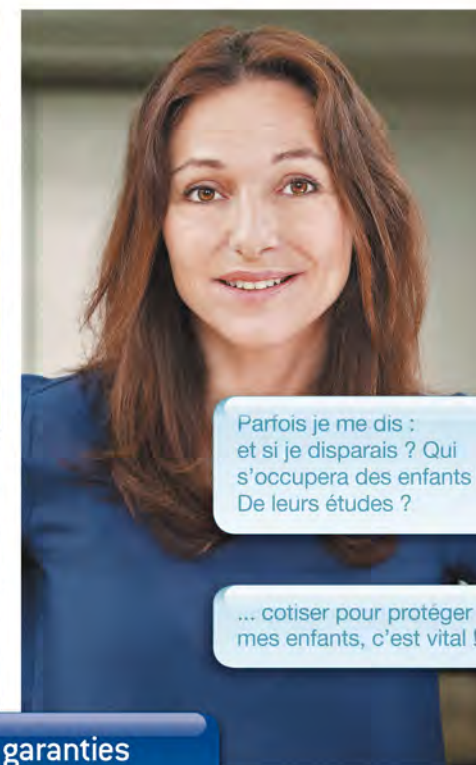 Parfois je me dis :
et si je disparais ? Qui
s'occupera des enfants
De leurs études ?
... cotiser pour protéger
mes enfants, c'est vital !
garanties